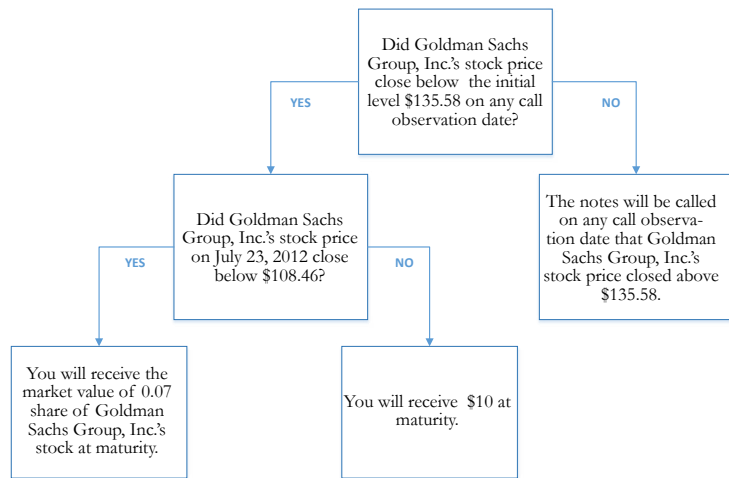 Did Goldman Sachs
Group, Inc.'s stock price
close below the initial
level $135.58 on any call
observation date?
YES
NO
Did Goldman Sachs
Group, Inc.'s stock price
on July 23, 2012 close
below $108.46?
The notes will be called
on any call observa-
tion date that Goldman
Sachs Group, Inc.'s
stock price closed above
$135.58.
YES
NO
You will receive the
market value of 0.07
share of Goldman
Sachs Group, Inc.'s
stock at maturity.
You will receive $10 at
maturity.